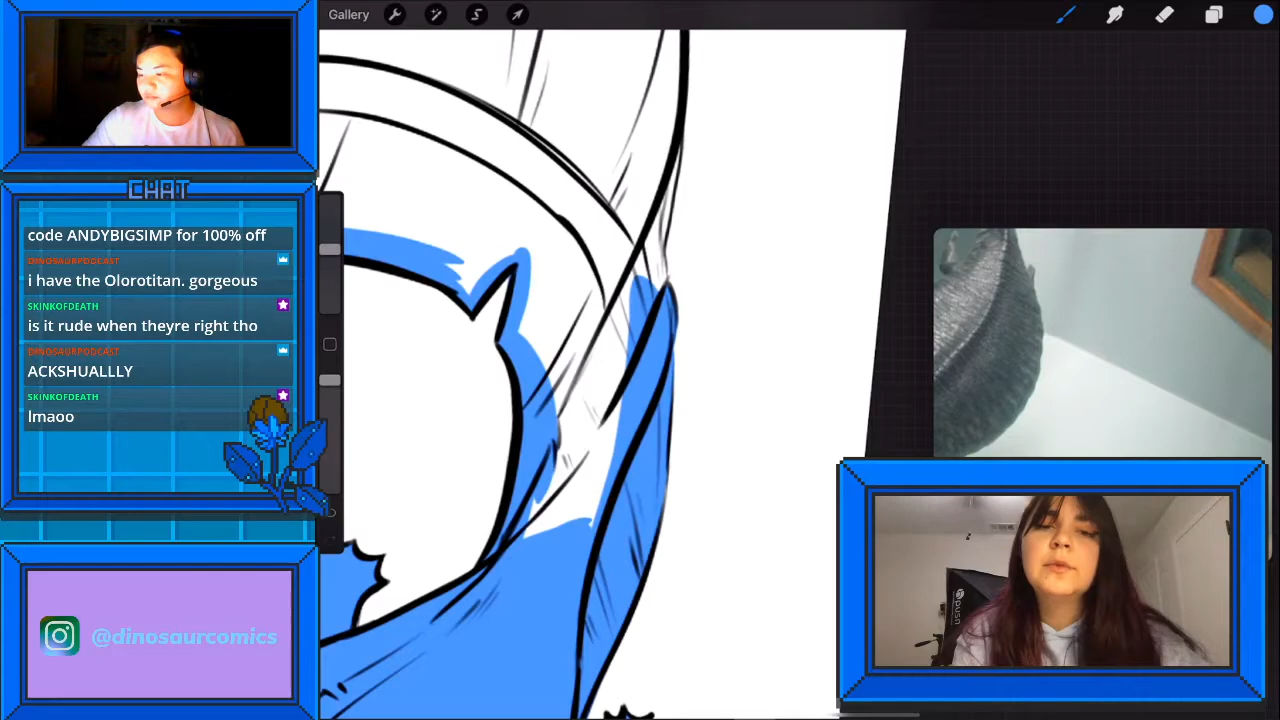 Gallery
CHAT
code ANDYBIGSIMP for 100% off
DINOSAURPODCAST
i have the Olorotitan. gorgeous
SKINKOFDEATH
is it rude when theyre right tho
DINOSAURPODCAST
ACKSHUALLLY
SKINKOFDEATH
lmaoo
@dinosaurcomics